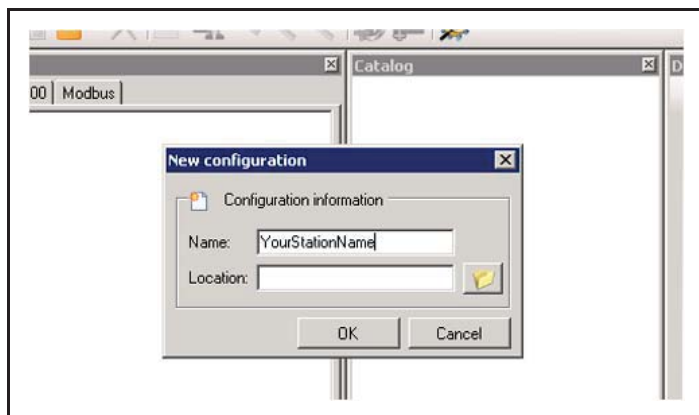 Catalog
D
00 Modbus
New configuration
Configuration information
Name: YourStationName
Location:
OK Cancel